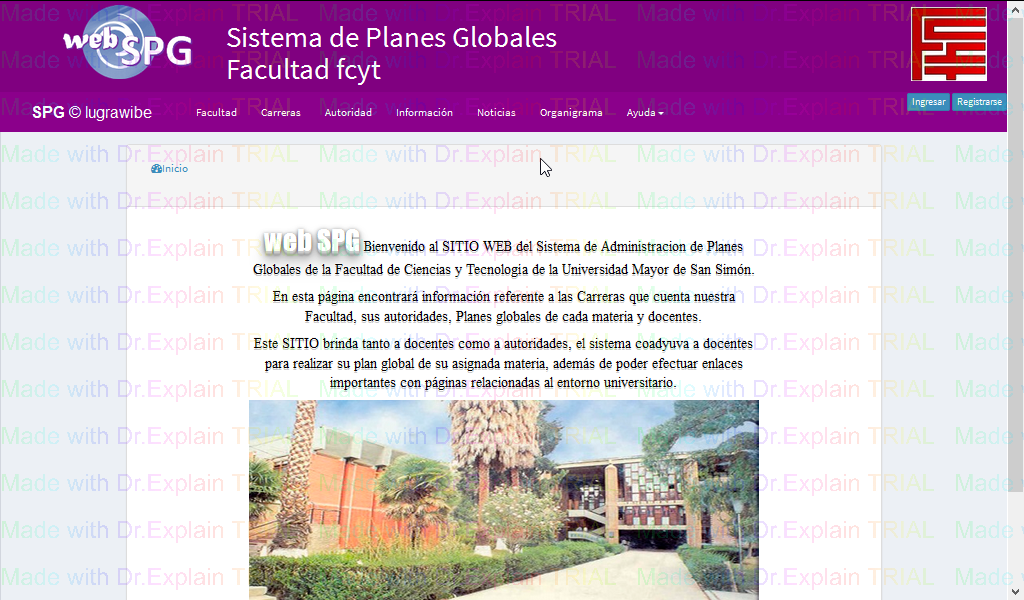 web SPG
Sistema de Planes Globales
Facultad fcyt
Ingresar Registrarse
SPG © lugrawibe Facultad Carreras Autoridad Información Noticias Organigrama Ayuda
Inicio
web SPG Bienvenido al SITIO WEB del Sistema de Administracion de Planes
Globales de la Facultad de Ciencias y Tecnologia de la Universidad Mayor de San Simón.
En esta página encontrará información referente a las Carreras que cuenta nuestra
Facultad, sus autoridades, Planes globales de cada materia y docentes.
Este SITIO brinda tanto a docentes como a autoridades, el sistema coadyuva a docentes
para realizar su plan global de su asignada materia, además de poder efectuar enlaces
importantes con páginas relacionadas al entorno universitario.
Made with Dr.Explain TRIAL